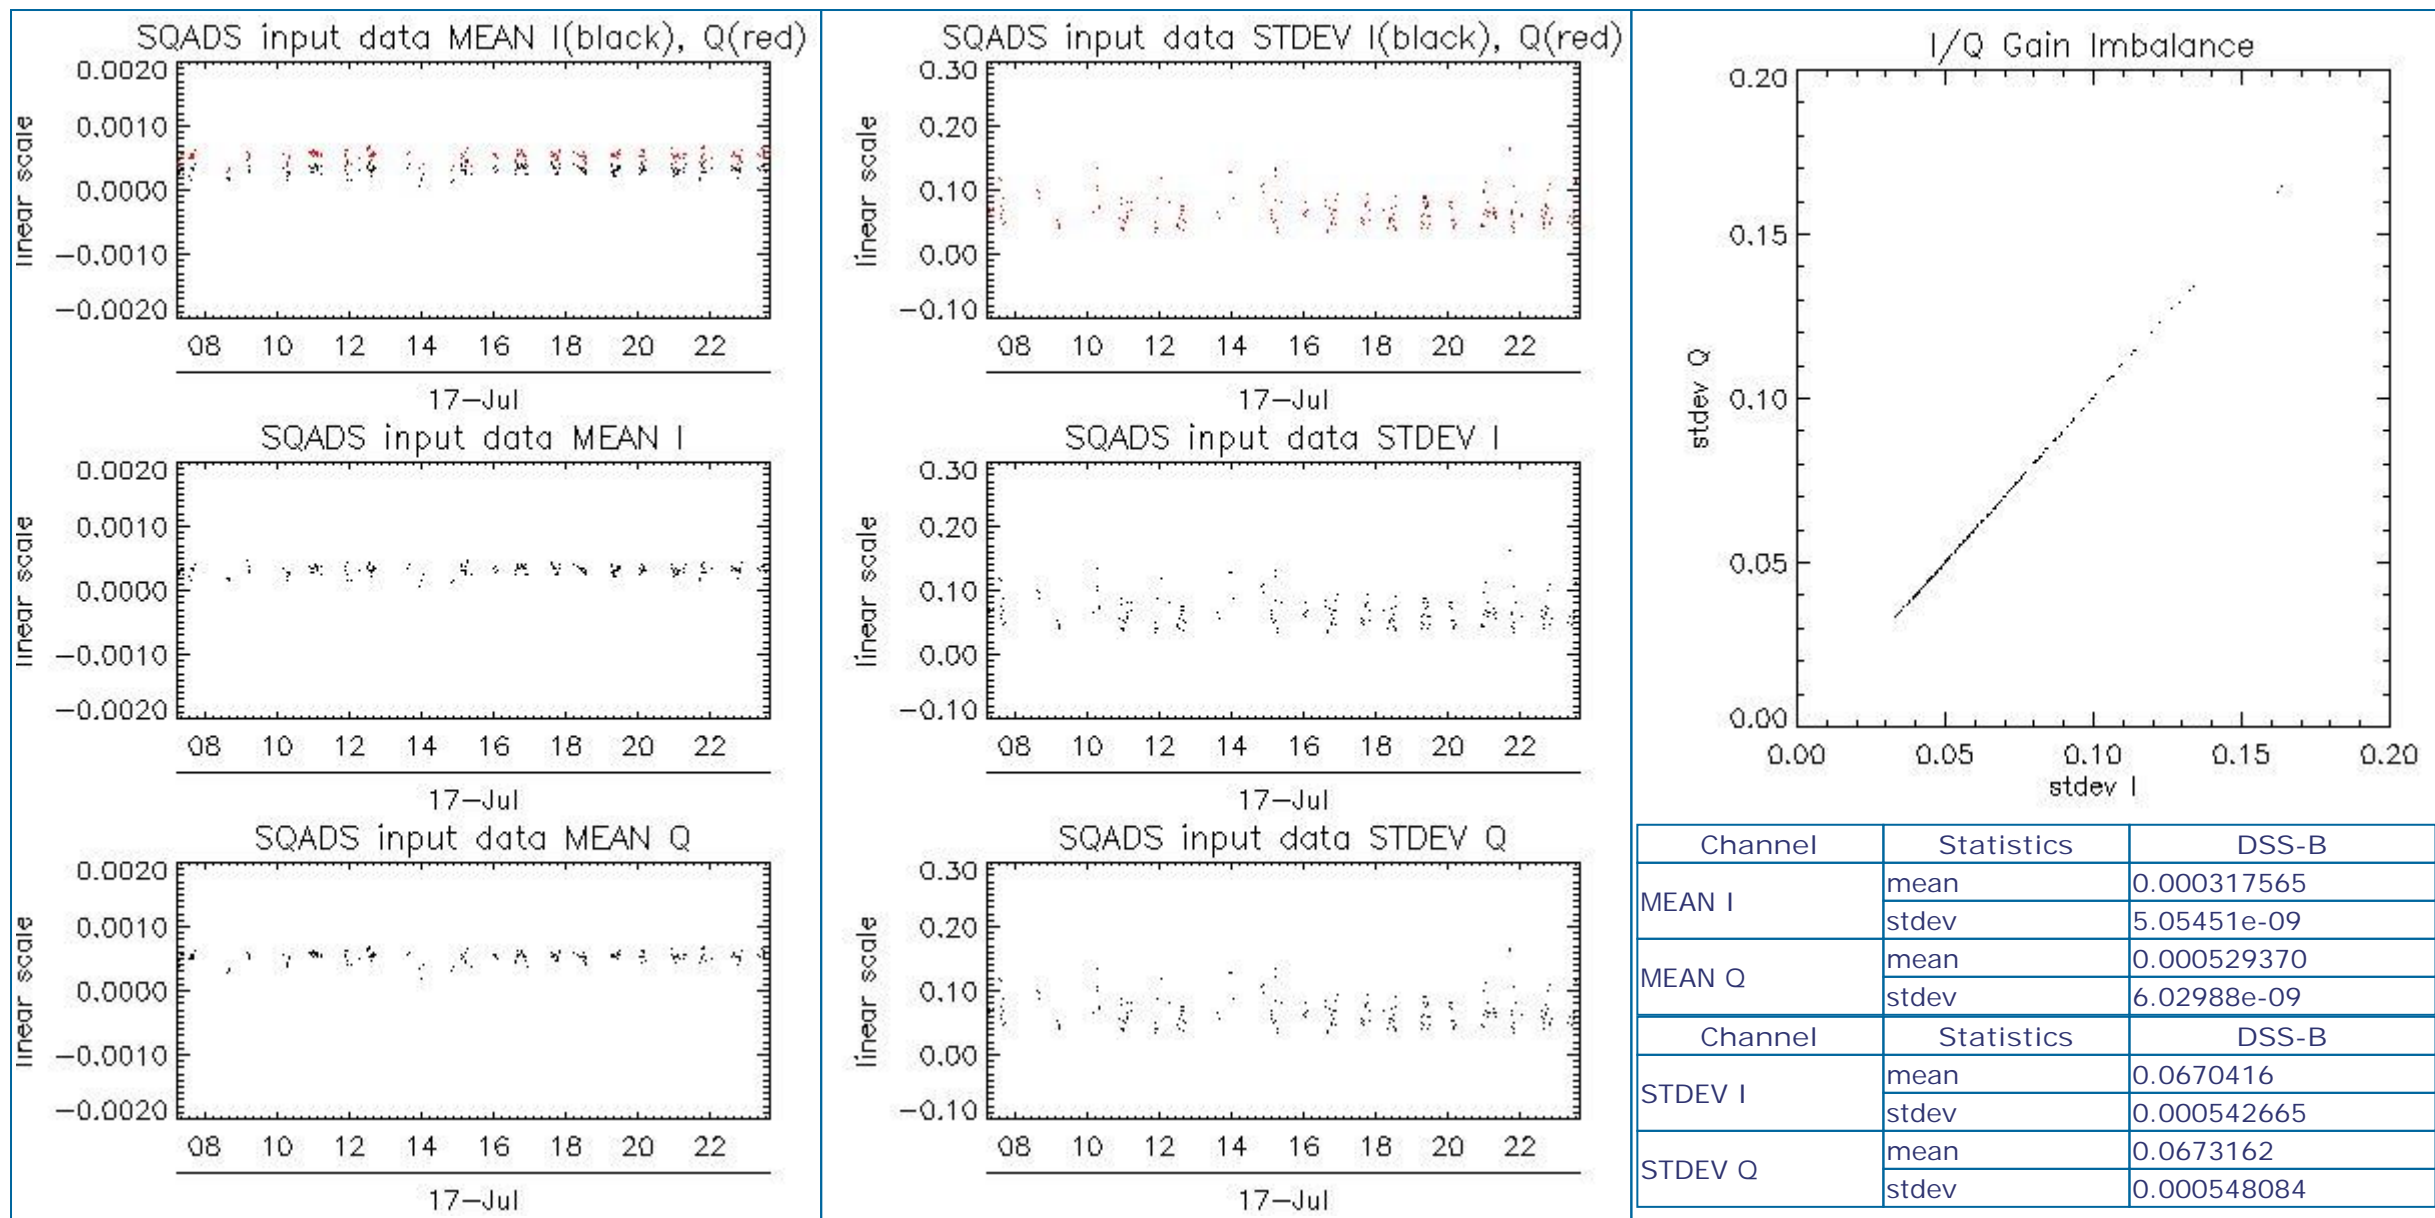 SQADS input data MEAN I(black), Q(red)
0.0020
0.0010
0.0000
−0.0010
−0.0020
linear scale
08 10 12 14 16 18 20 22
17−Jul
SQADS input data MEAN I
0.0020
0.0010
0.0000
−0.0010
−0.0020
linear scale
08 10 12 14 16 18 20 22
17−Jul
SQADS input data MEAN Q
0.0020
0.0010
0.0000
−0.0010
−0.0020
linear scale
08 10 12 14 16 18 20 22
17−Jul
SQADS input data STDEV I(black), Q(red)
0.30
0.20
0.10
0.00
−0.10
linear scale
08 10 12 14 16 18 20 22
17−Jul
SQADS input data STDEV I
0.30
0.20
0.10
0.00
−0.10
linear scale
08 10 12 14 16 18 20 22
17−Jul
SQADS input data STDEV Q
0.30
0.20
0.10
0.00
−0.10
linear scale
08 10 12 14 16 18 20 22
17−Jul
I/Q Gain Imbalance
0.20
0.15
0.10
0.05
0.00
stdev Q
0.00 0.05 0.10 0.15 0.20
stdev I
Channel Statistics DSS-B
MEAN I mean 0.000317565
stdev 5.05451e-09
MEAN Q mean 0.000529370
stdev 6.02988e-09
Channel Statistics DSS-B
STDEV I mean 0.0670416
stdev 0.000542665
STDEV Q mean 0.0673162
stdev 0.000548084